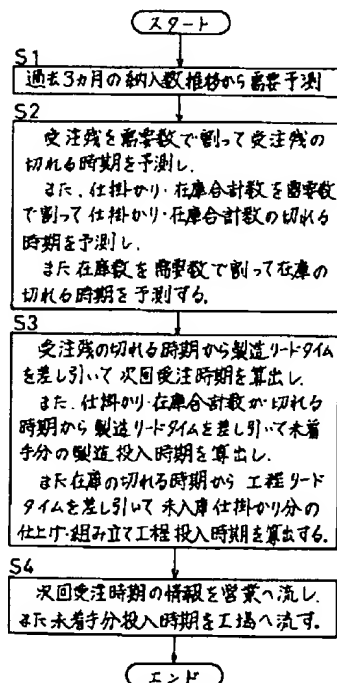 スタート
S1
過去3カ月の納入数推移から需要予測
S2
受注残を需要数で割って受注残の
切れる時期を予測し、
また、仕掛かり・在庫合計数を需要数
で割って仕掛かり・在庫合計数の切れる
時期を予測し、
また在庫数を需要数で割って在庫の
切れる時期を予測する。
S3
受注残の切れる時期から製造リードタイム
を差し引いて次回受注時期を算出し、
また、仕掛かり・在庫合計数が切れる
時期から製造リードタイムを差し引いて未着
手分の製造投入時期を算出し、
また在庫の切れる時期から工程リード
タイムを差し引いて未入庫仕掛かり分の
仕上げ・組み立て工程投入時期を算出する。
S4
次回受注時期の情報を営業へ流し、
また未着手分投入時期を工場へ流す。
エンド